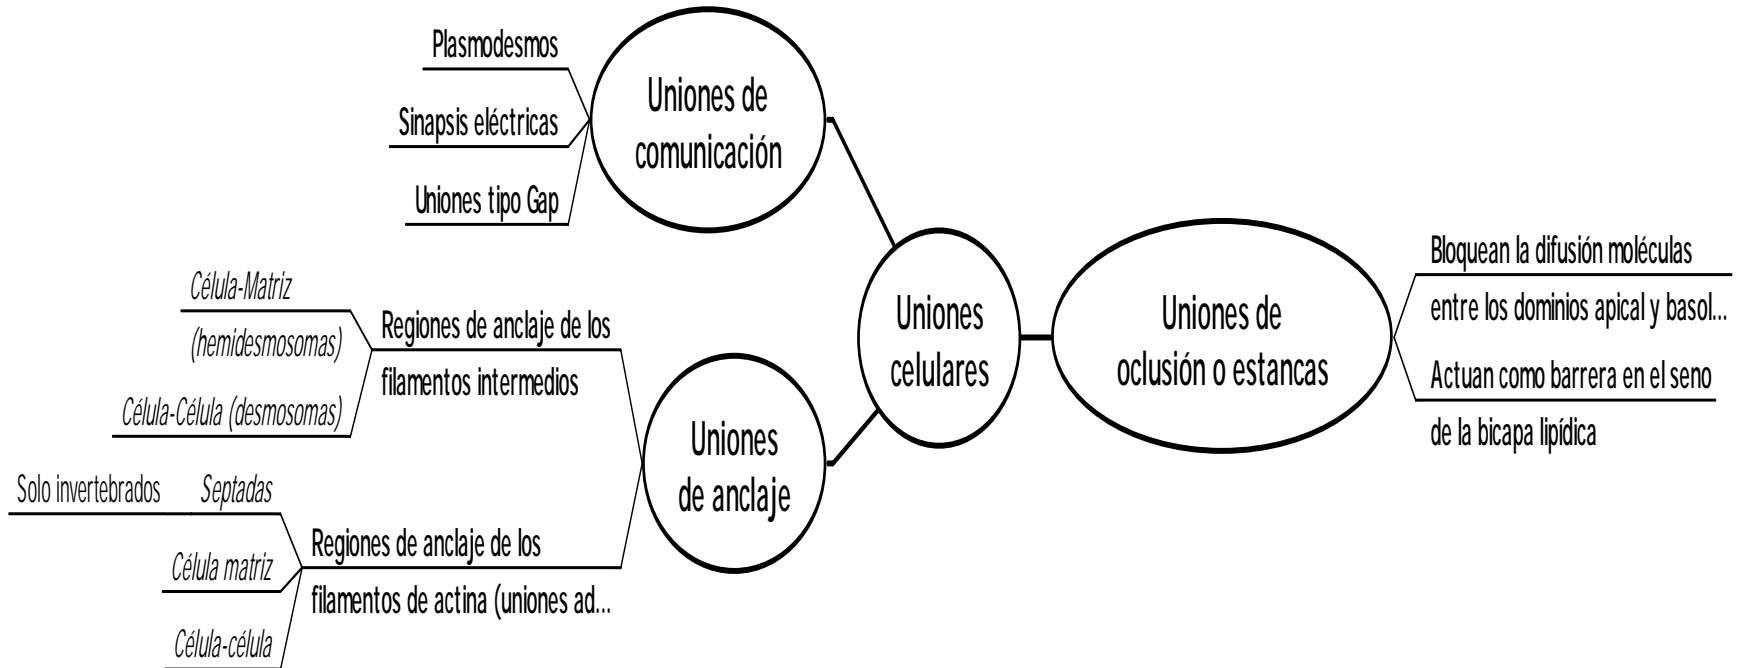 Plasmodesmos
Sinapsis eléctricas
Uniones tipo Gap
Uniones de
comunicación
Célula-Matriz
(hemidesmosomas)
Célula-Célula (desmosomas)
Regiones de anclaje de los
filamentos intermedios
Solo invertebrados
Septadas
Célula matriz
Célula-célula
Regiones de anclaje de los
filamentos de actina (uniones ad...
Uniones
de anclaje
Uniones
celulares
Uniones de
oclusión o estancas
Bloquean la difusión moléculas
entre los dominios apical y basol...
Actuan como barrera en el seno
de la bicapa lipídica